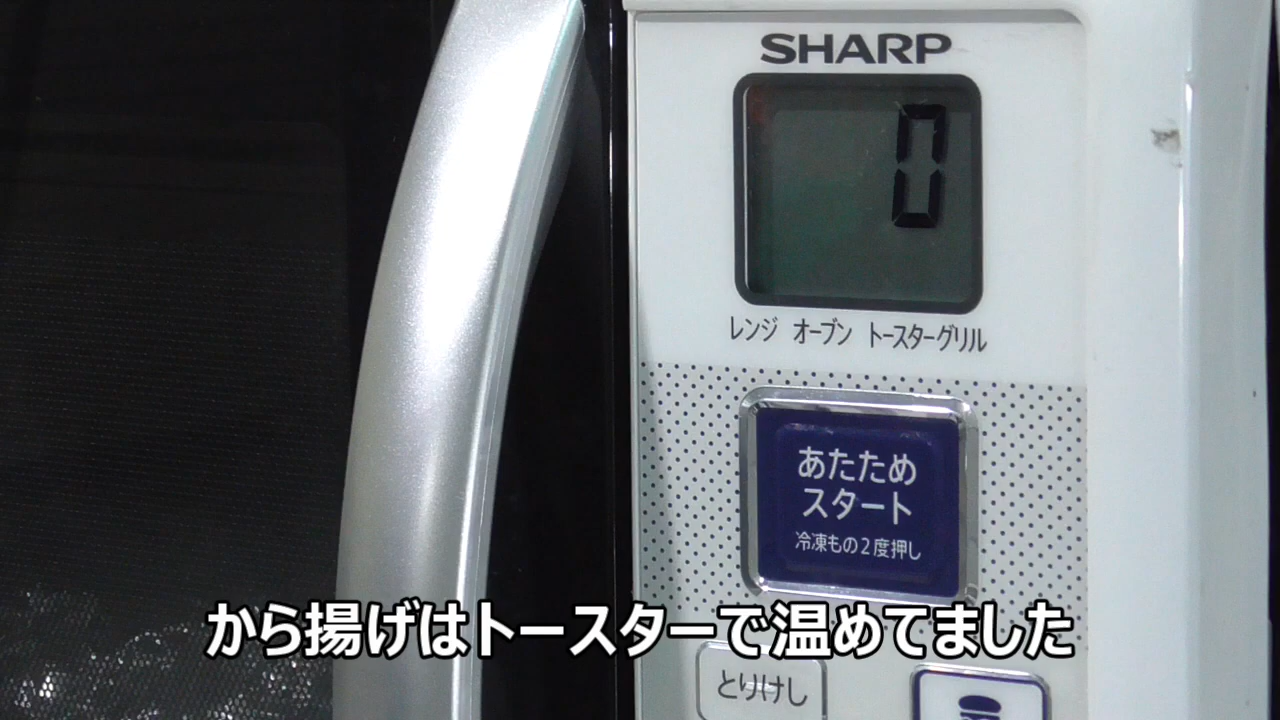 SHARP
0
レンジ オーブン トースターグリル
あたため
スタート
冷凍もの2度押し
から揚げはトースターで温めてました
とりけし